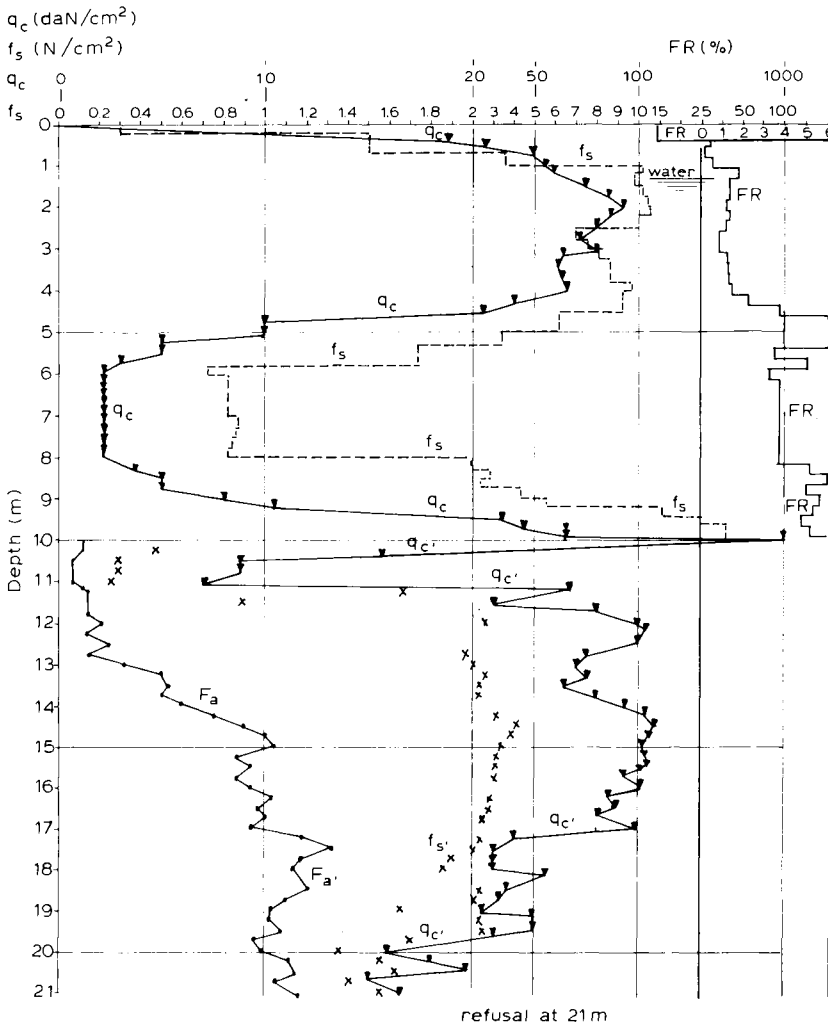 q_c (daN/cm²)
f_s (N/cm²) FR (%)
q_c 0 10 20 50 100 1000
f_s 0.2 0.4 0.6 0.8 1.2 1.4 1.6 1.8 2 3 4 5 6 7 8 9 10 15 25 50
FR 0 1 2 3 4 5 6
0
q_c
f_s
1
water
FR
2
3
4
q_c
5
f_s
6
q_c
FR
7
8
f_s
9
q_c
f_s
FR
10
q_c'
Depth (m)
11
q_c'
12
13
F_a
14
15
16
17
q_c'
f_s'
18
F_a'
19
q_c'
20
21
refusal at 21m